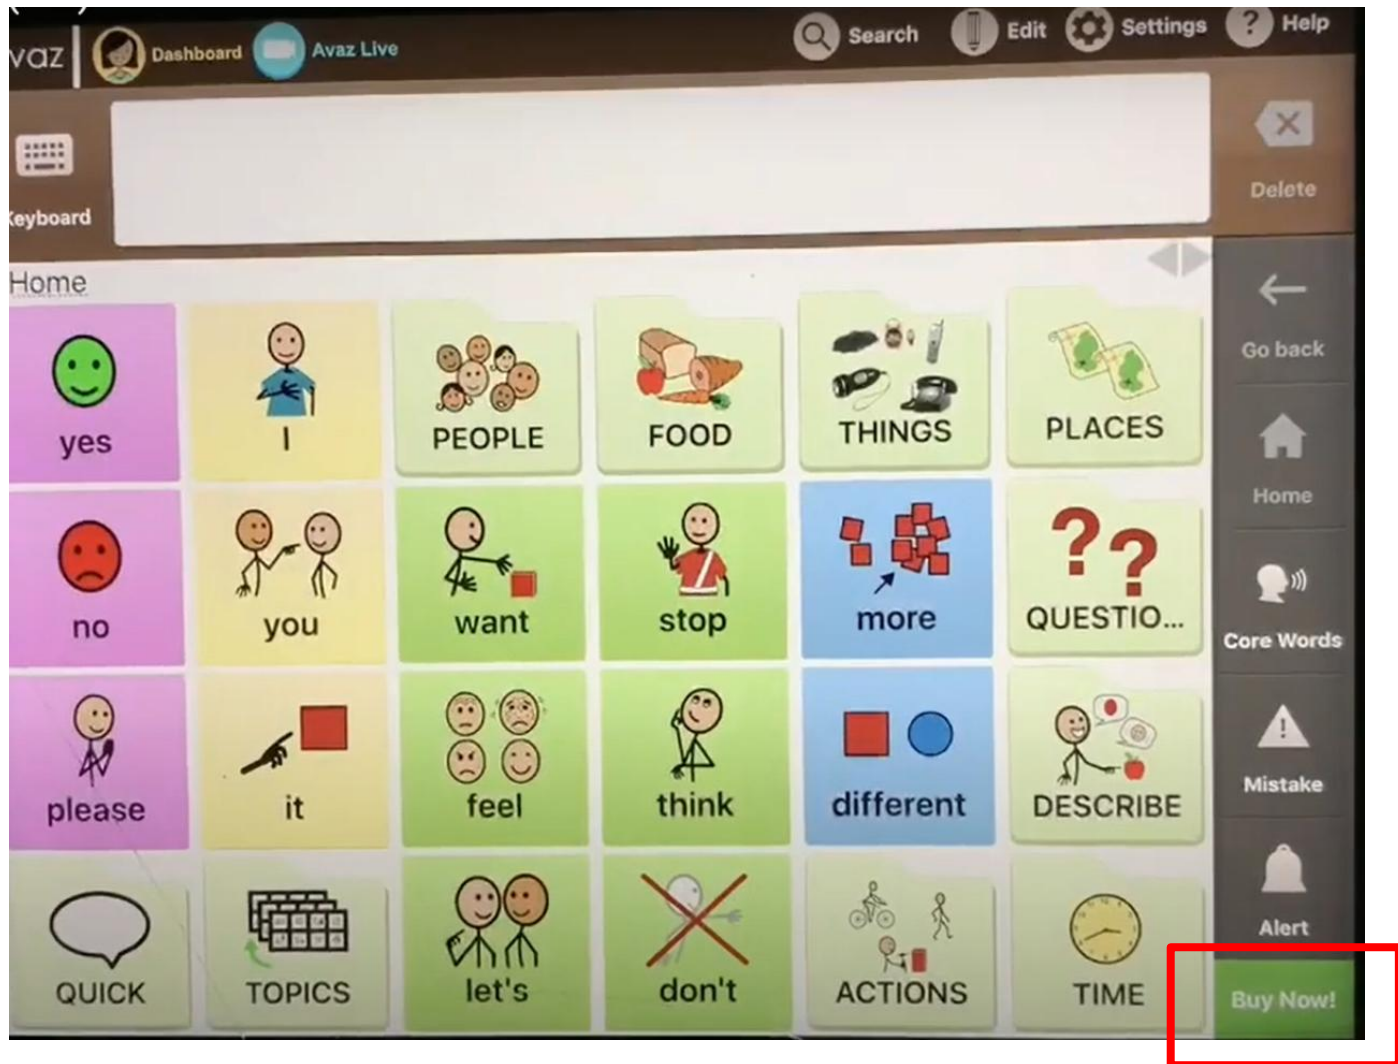 vaz Dashboard Avaz Live Search Edit Settings ? Help
Keyboard
Delete
Home
yes I PEOPLE FOOD THINGS PLACES
Go back
Home
no you want stop more QUESTIO...
Core Words
please it feel think different DESCRIBE
Mistake
Alert
QUICK TOPICS let's don't ACTIONS TIME
Buy Now!